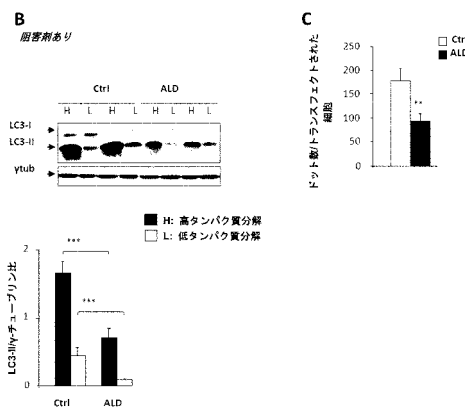 B
阻害剤あり
Ctrl ALD
H L H L H L H L
LC3-I
LC3-II
γtub
H: 高タンパク質分解
L: 低タンパク質分解
LC3-II/γ-チューブリン比
2
1
0
***
***
Ctrl ALD
C
Ctr
ALD
ドット数/トランスフェクトされた
細胞
250
200
150
100
50
0
**